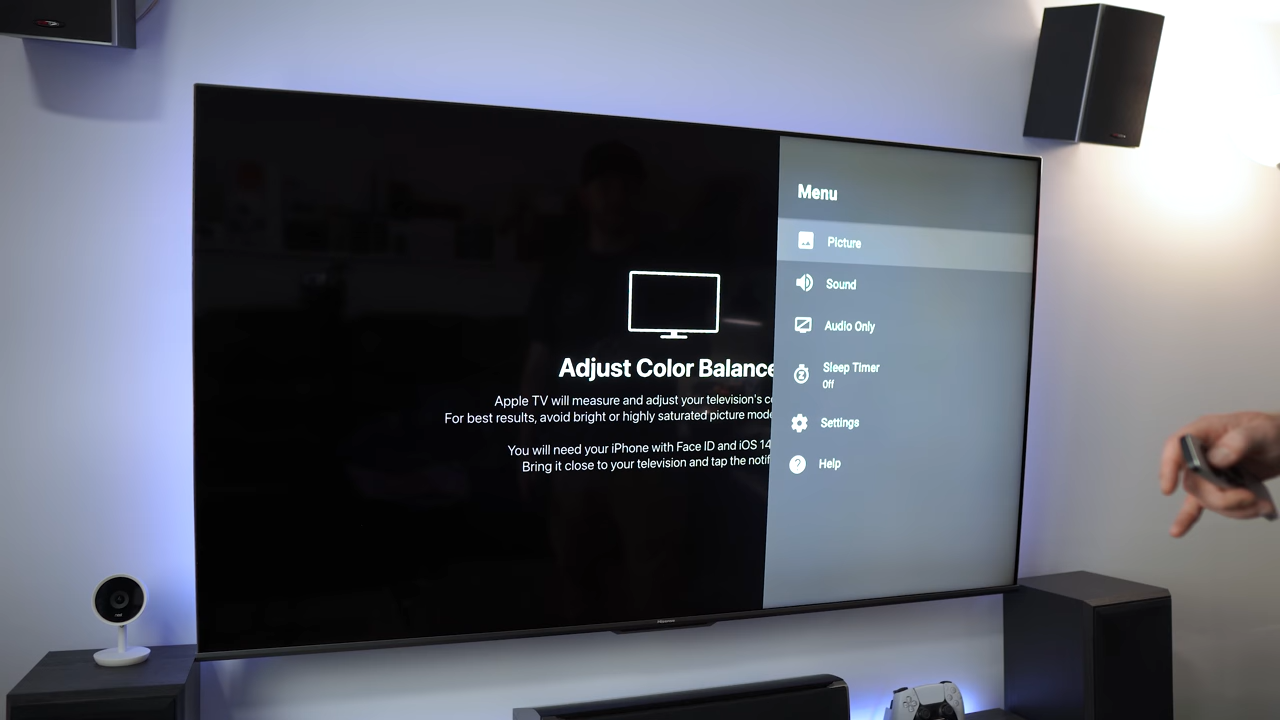 Menu
Picture
Sound
Audio Only
Sleep Timer
Off
Settings
Help
Adjust Color Balance
Apple TV will measure and adjust your television's
For best results, avoid bright or highly saturated picture
You will need your iPhone with Face ID and iOS 14
Bring it close to your television and tap the
Hisense